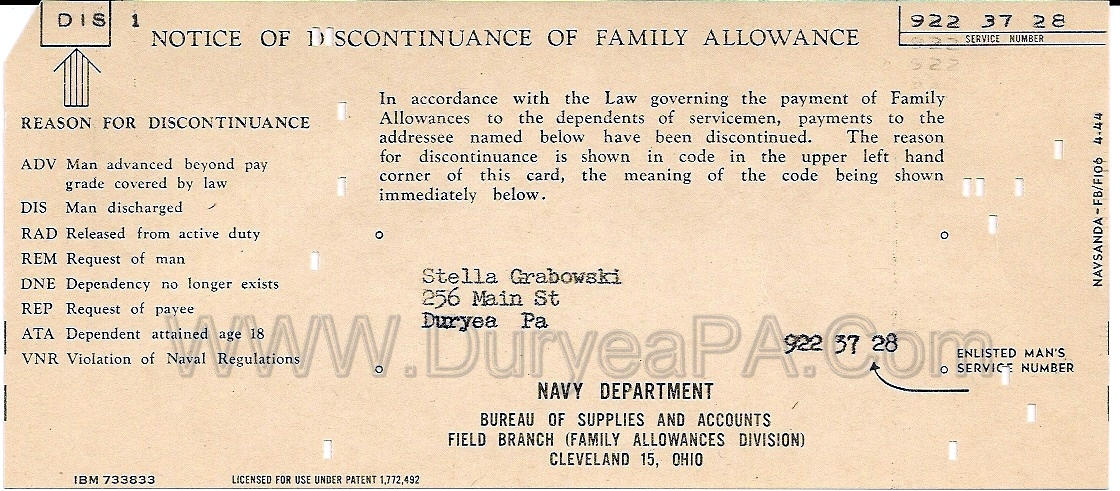 DIS 1
922 37 28
SERVICE NUMBER
922
922
NOTICE OF DISCONTINUANCE OF FAMILY ALLOWANCE
REASON FOR DISCONTINUANCE
ADV Man advanced beyond pay
grade covered by law
DIS Man discharged
RAD Released from active duty
REM Request of man
DNE Dependency no longer exists
REP Request of payee
ATA Dependent attained age 18
VNR Violation of Naval Regulations
In accordance with the Law governing the payment of Family
Allowances to the dependents of servicemen, payments to the
addressee named below have been discontinued. The reason
for discontinuance is shown in code in the upper left hand
corner of this card, the meaning of the code being shown
immediately below.
Stella Grabowski
256 Main St
Duryea Pa
922 37 28
ENLISTED MAN'S
SERVICE NUMBER
NAVY DEPARTMENT
BUREAU OF SUPPLIES AND ACCOUNTS
FIELD BRANCH (FAMILY ALLOWANCES DIVISION)
CLEVELAND 15, OHIO
NAVSANDA-FB/F106 4-44
IBM 733833
LICENSED FOR USE UNDER PATENT 1,772,492
WWW.DuryeaPA.Com